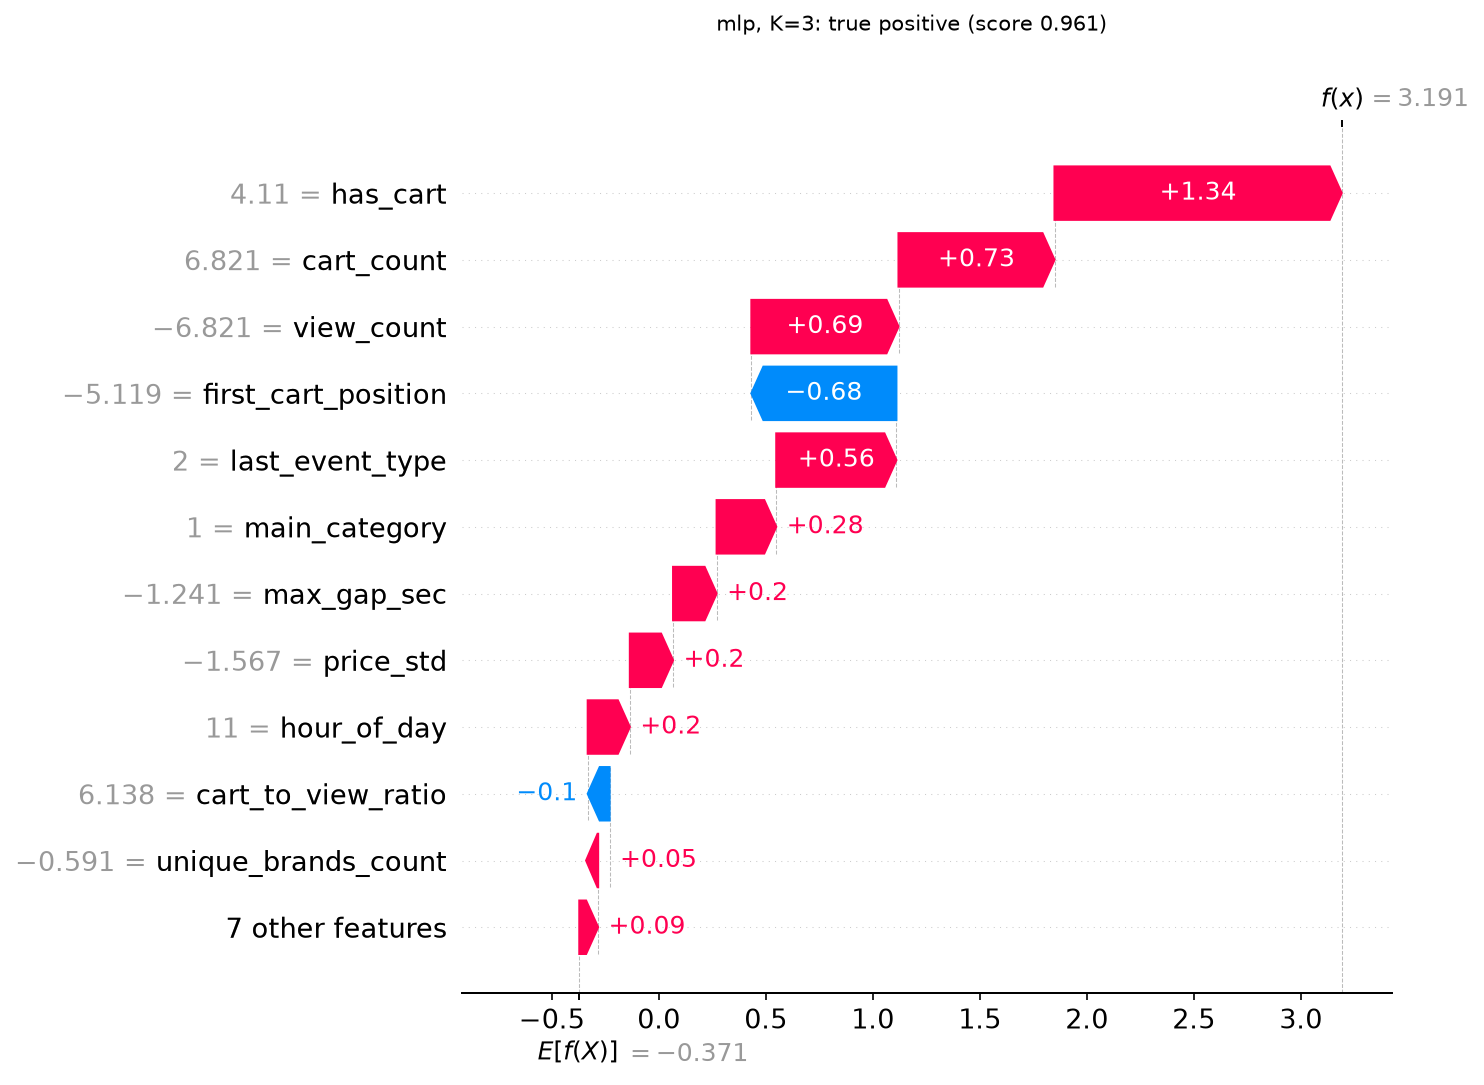 mlp, K=3: true positive (score 0.961)
f(x) = 3.191
4.11 = has_cart +1.34
6.821 = cart_count +0.73
−6.821 = view_count +0.69
−5.119 = first_cart_position −0.68
2 = last_event_type +0.56
1 = main_category +0.28
−1.241 = max_gap_sec +0.2
−1.567 = price_std +0.2
11 = hour_of_day +0.2
6.138 = cart_to_view_ratio −0.1
−0.591 = unique_brands_count +0.05
7 other features +0.09
−0.5 0.0 0.5 1.0 1.5 2.0 2.5 3.0
E[f(X)] = −0.371